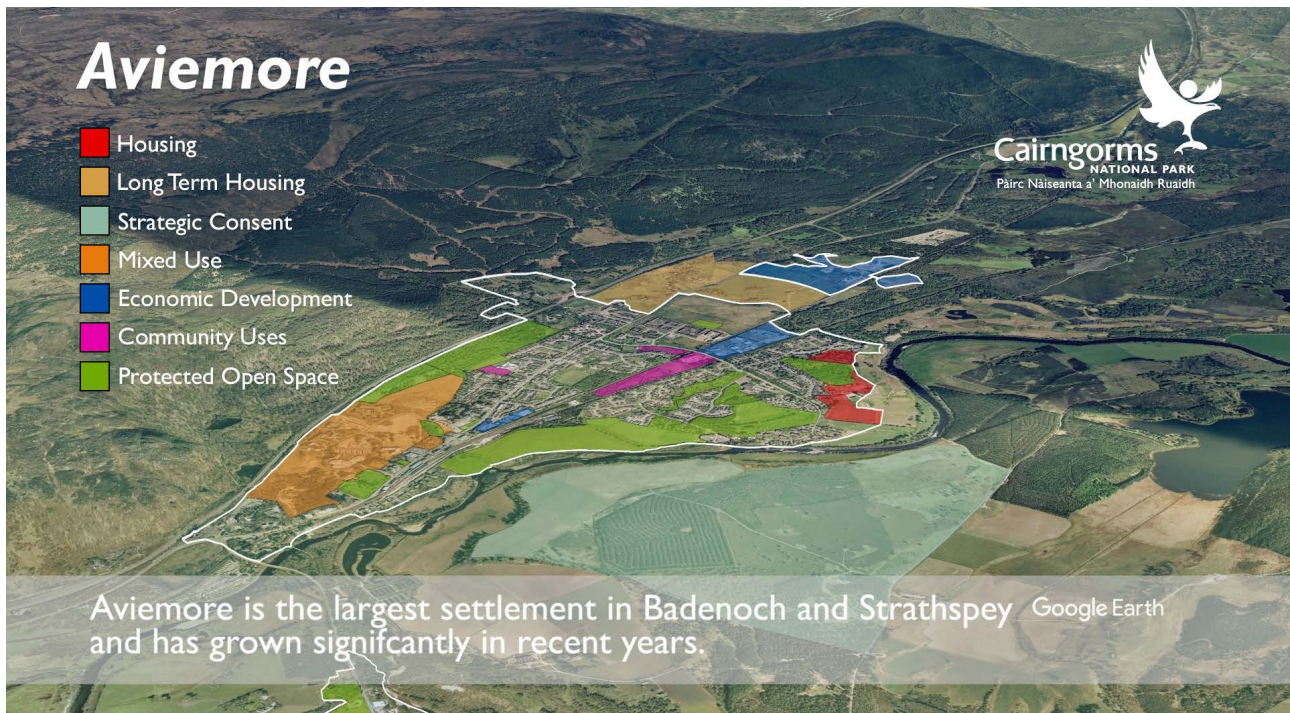 Aviemore
Housing
Long Term Housing
Strategic Consent
Mixed Use
Economic Development
Community Uses
Protected Open Space
Cairngorms
NATIONAL PARK
Pàirc Nàiseanta a' Mhonaidh Ruaidh
Aviemore is the largest settlement in Badenoch and Strathspey
and has grown signifcantly in recent years.
Google Earth